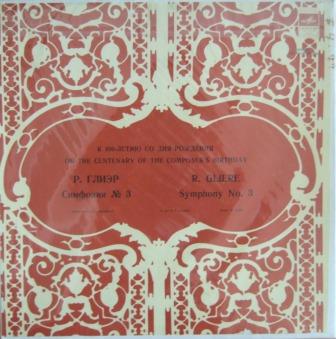 К 100-ЛЕТИЮ СО ДНЯ РОЖДЕНИЯ
ON THE CENTENARY OF THE COMPOSER'S BIRTHDAY
Р. ГЛИЭР R. GLIERE
Симфония № 3 Symphony No. 3